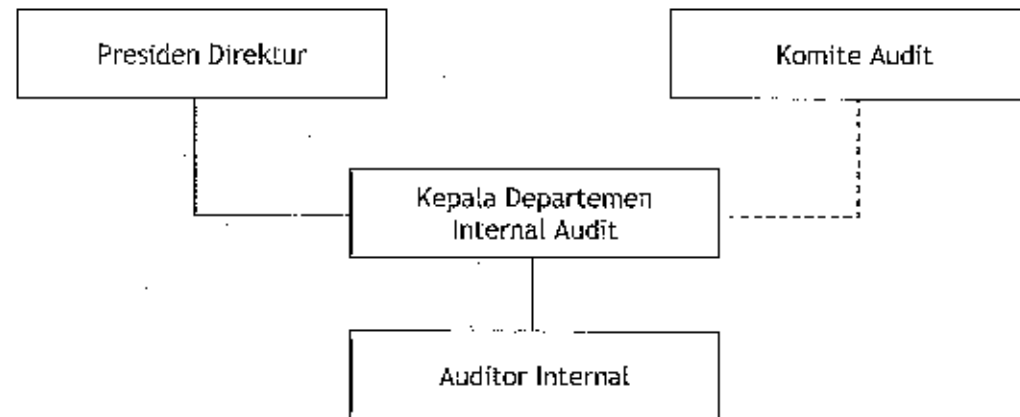 Presiden Direktur
Komite Audit
Kepala Departemen
Internal Audit
Auditor Internal